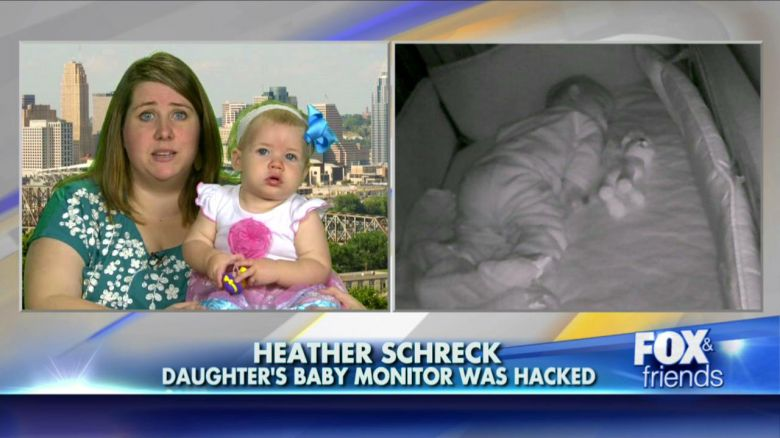 HEATHER SCHRECK
DAUGHTER'S BABY MONITOR WAS HACKED
FOX &
friends